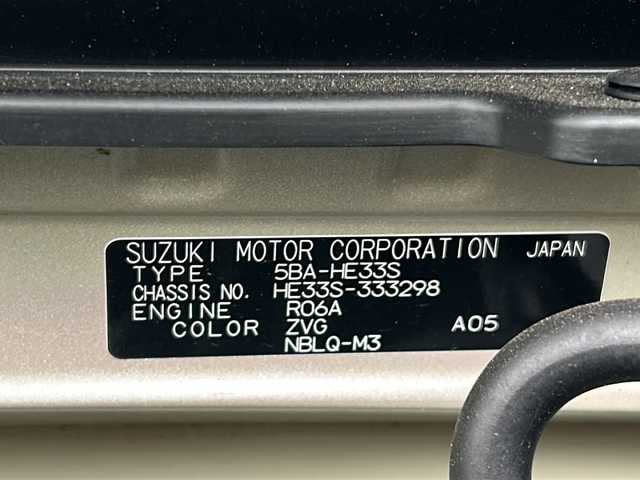 SUZUKI MOTOR CORPORATION JAPAN
TYPE 5BA-HE33S
CHASSIS NO. HE33S-333298
ENGINE R06A
COLOR ZVG A05
NBLQ-M3